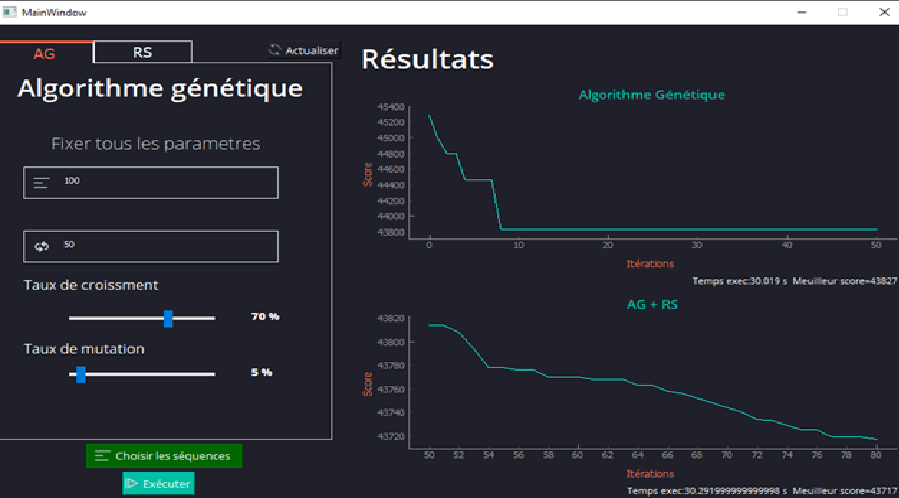 MainWindow
AG
RS
Actualiser
Algorithme génétique
Fixer tous les parametres
100
50
Taux de croissment
70 %
Taux de mutation
5 %
Choisir les séquences
Exécuter
Résultats
Algorithme Génétique
45400
45200
45000
44800
44600
44400
44200
44000
43800
Score
0 10 20 30 40 50
Itérations
Temps exec:30.019 s Meuilleur score=43827
AG + RS
43820
43800
43780
43760
43740
43720
Score
50 52 54 56 58 60 62 64 66 68 70 72 74 76 78 80
Itérations
Temps exec:30.291999999999998 s Meuilleur score=43717